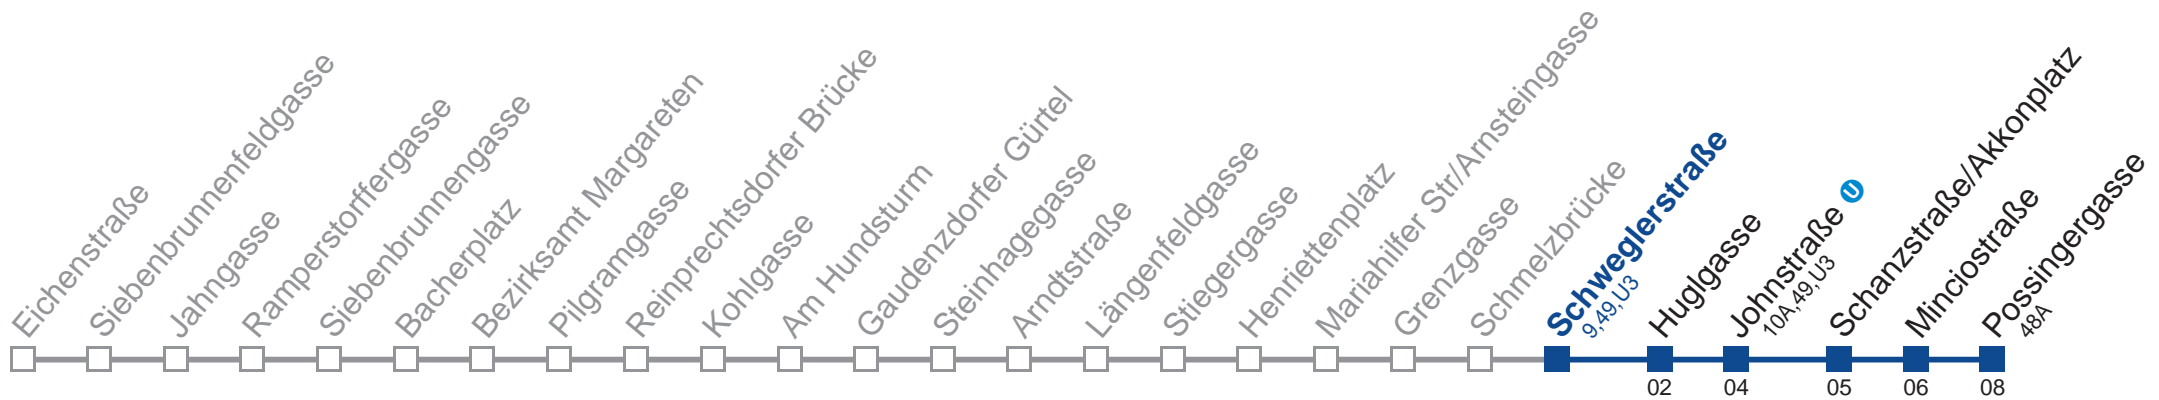 Eichenstraße
Siebenbrunnenfeldgasse
Jahngasse
Ramperstorffergasse
Siebenbrunnengasse
Bacherplatz
Bezirksamt Margareten
Pilgramgasse
Reinprechtsdorfer Brücke
Kohlgasse
Am Hundsturm
Gaudenzdorfer Gürtel
Steinhagegasse
Arndtstraße
Längenfeldgasse
Stiegergasse
Henriettenplatz
Mariahilfer Str/Arnsteingasse
Grenzgasse
Schmelzbrücke
Schweglerstraße
9,49,U3
Huglgasse
02
Johnstraße U
10A,49,U3
04
Schanzstraße/Akkonplatz
05
Minciostraße
06
Possingergasse
48A
08